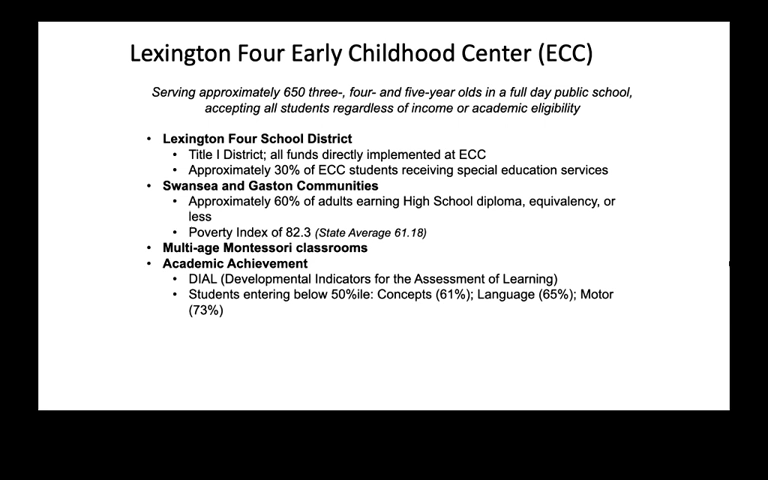 Lexington Four Early Childhood Center (ECC)
Serving approximately 650 three-, four- and five-year olds in a full day public school,
accepting all students regardless of income or academic eligibility
• Lexington Four School District
• Title I District; all funds directly implemented at ECC
• Approximately 30% of ECC students receiving special education services
• Swansea and Gaston Communities
• Approximately 60% of adults earning High School diploma, equivalency, or
less
• Poverty Index of 82.3 (State Average 61.18)
• Multi-age Montessori classrooms
• Academic Achievement
• DIAL (Developmental Indicators for the Assessment of Learning)
• Students entering below 50%ile: Concepts (61%); Language (65%); Motor
(73%)